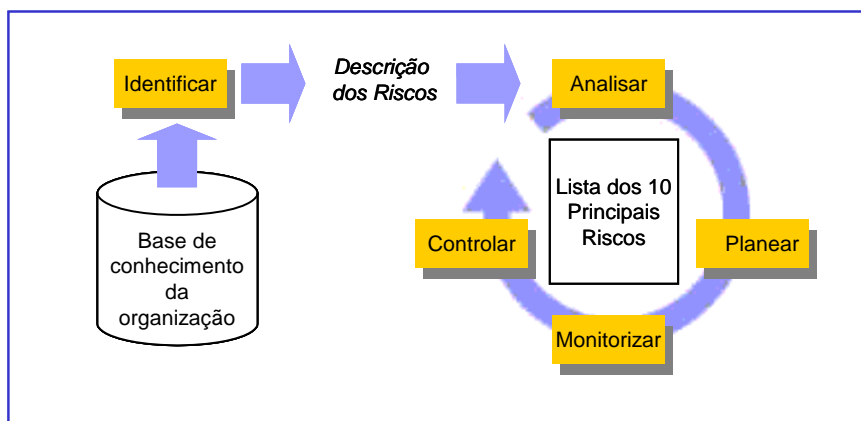 Identificar
Descrição
dos Riscos
Analisar
Base de
conhecimento
da
organização
Lista dos 10
Principais
Riscos
Controlar
Planear
Monitorizar